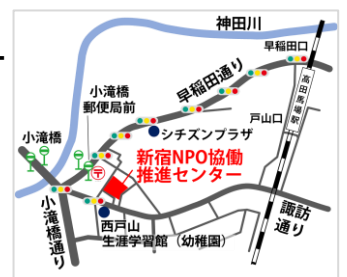 神田川
早稲田口
小滝橋
郵便局前
早稲田通り
高田馬場駅
戸山口
小滝橋
シチズンプラザ
〒
新宿NPO協働
推進センター
小滝橋通り
西戸山
生涯学習館（幼稚園）
諏訪
通り